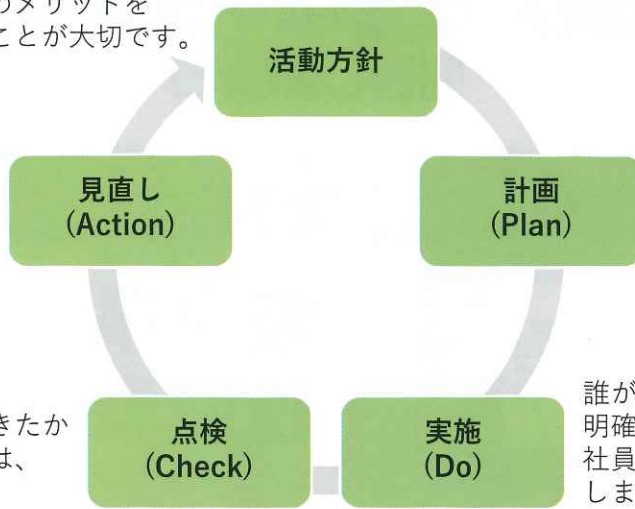 メリットを
ことが大切です。
活動方針
見直し
(Action)
計画
(Plan)
きたか
は、
点検
(Check)
実施
(Do)
誰が
明確
社員
しま